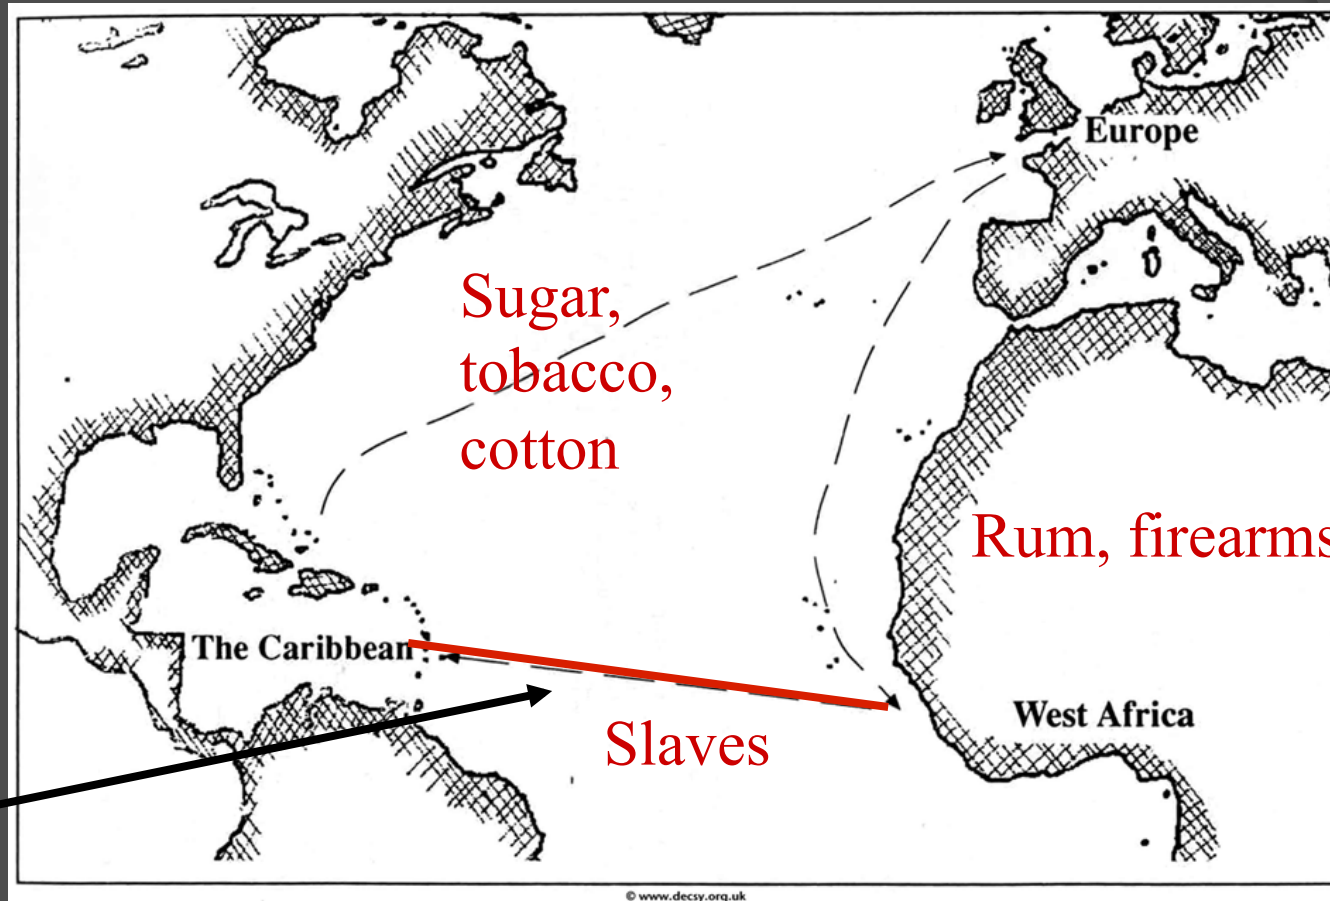 Europe
Sugar,
tobacco,
cotton
Rum, firearms
The Caribbean
West Africa
Slaves
© www.decsy.org.uk